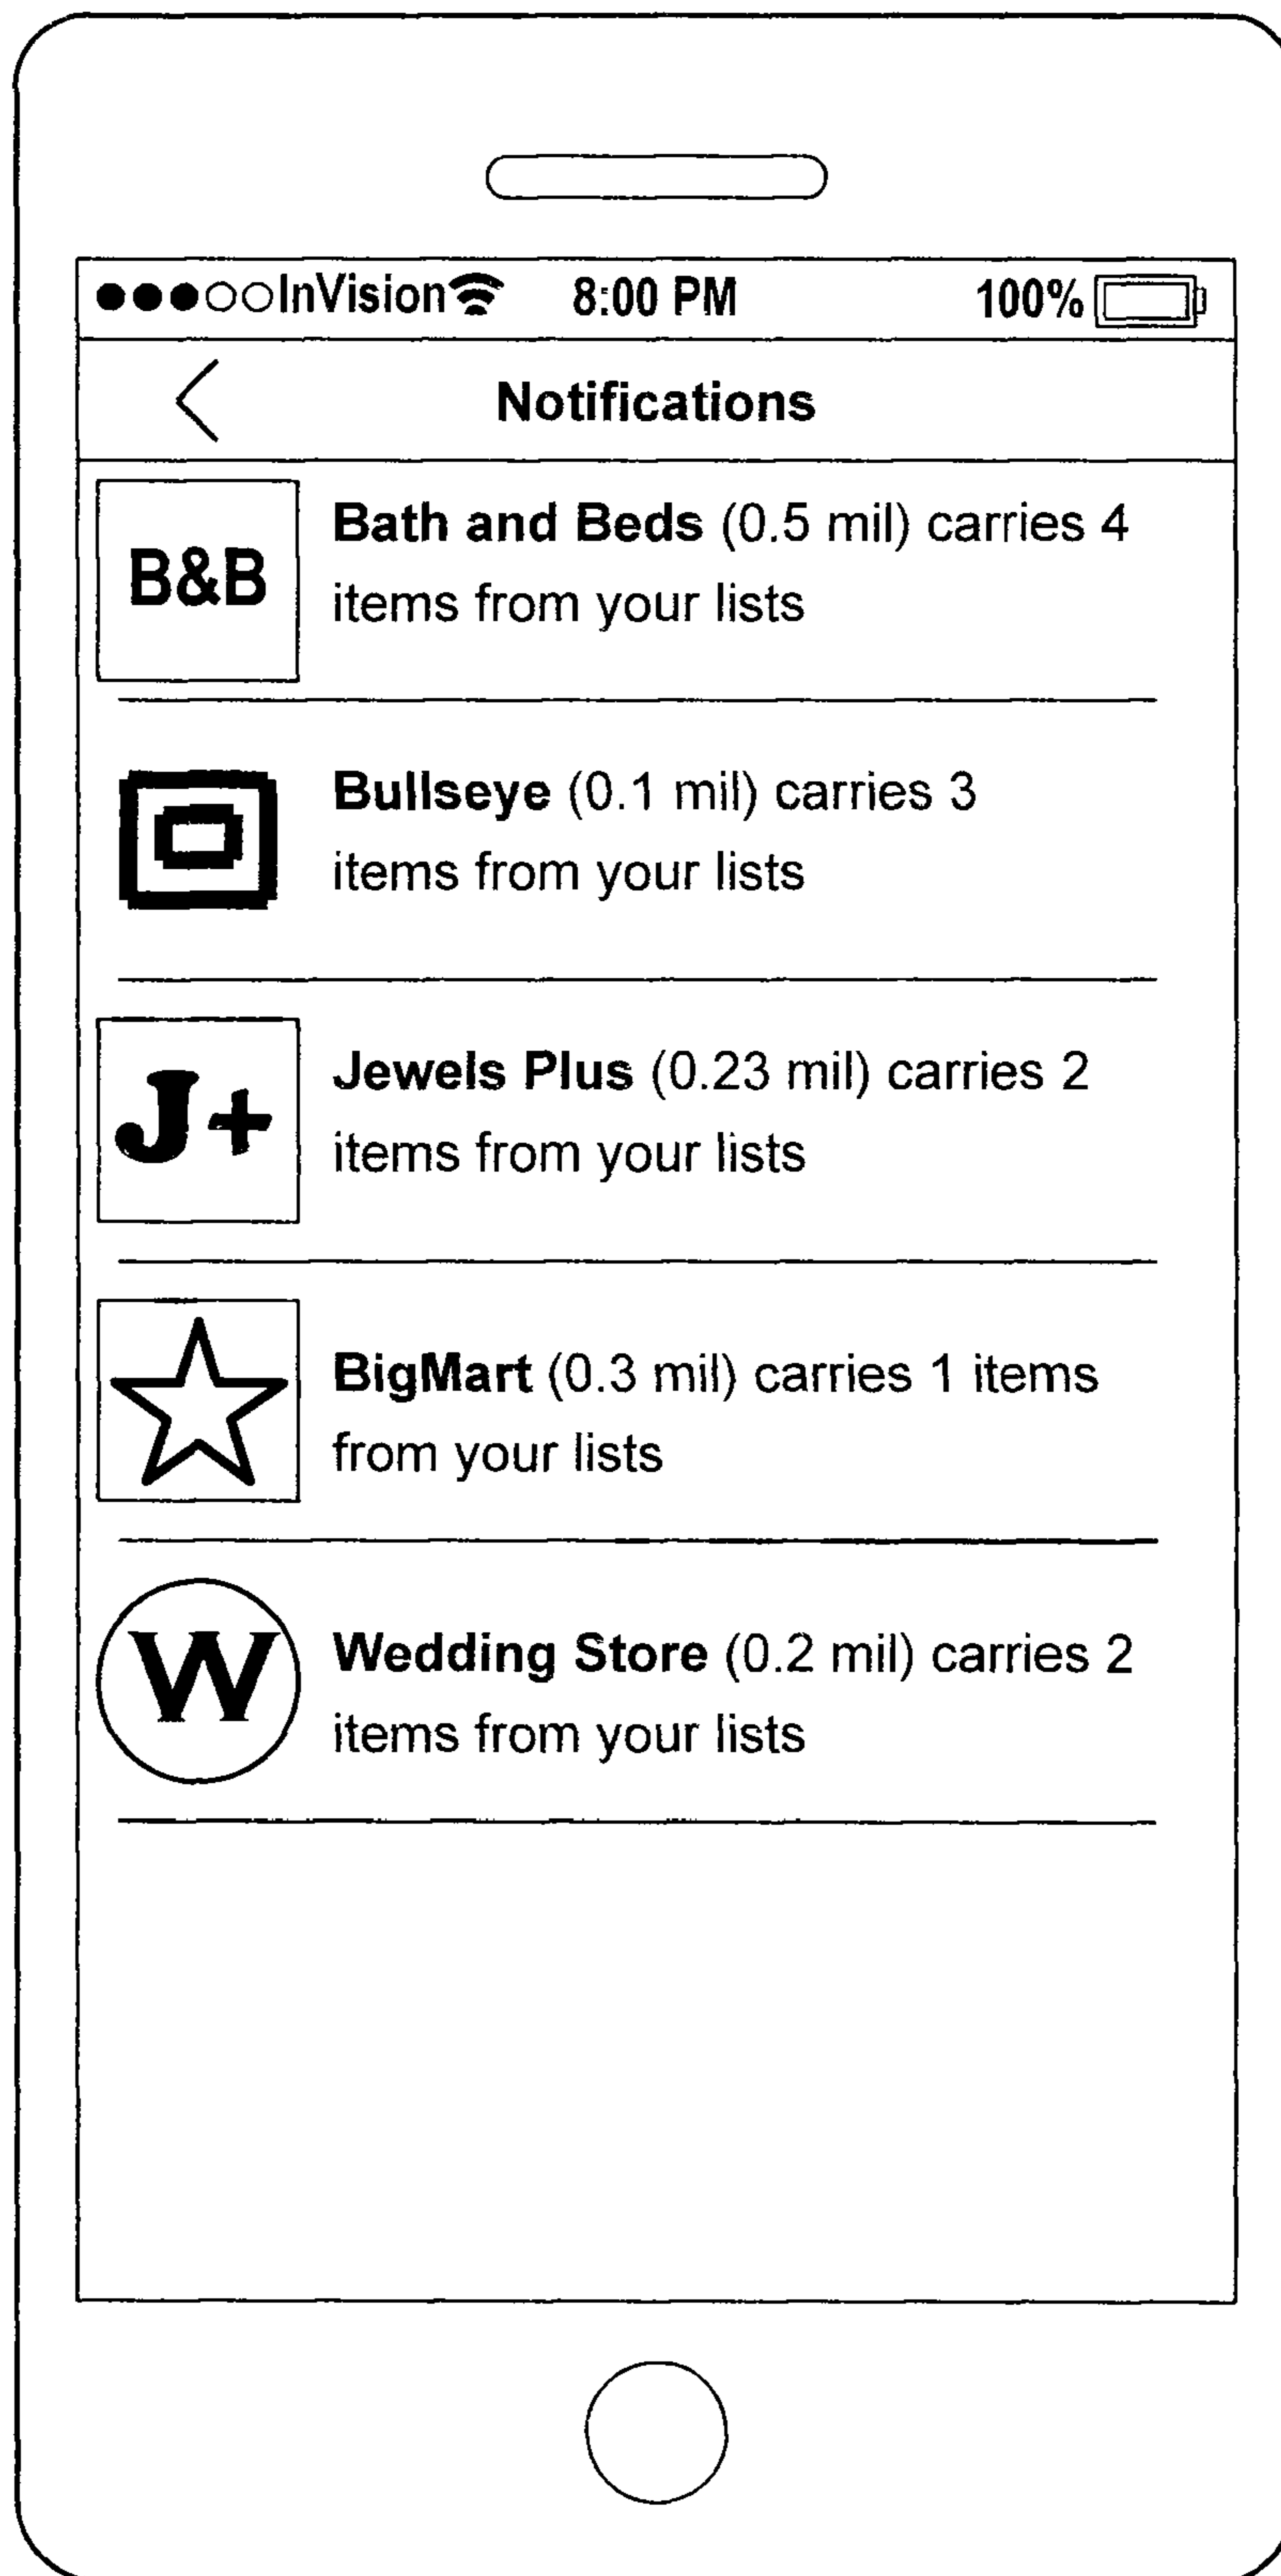 InVision 8:00 PM 100%
Notifications
B&B
Bath and Beds (0.5 mil) carries 4
items from your lists
Bullseye (0.1 mil) carries 3
items from your lists
J+
Jewels Plus (0.23 mil) carries 2
items from your lists
BigMart (0.3 mil) carries 1 items
from your lists
W
Wedding Store (0.2 mil) carries 2
items from your lists